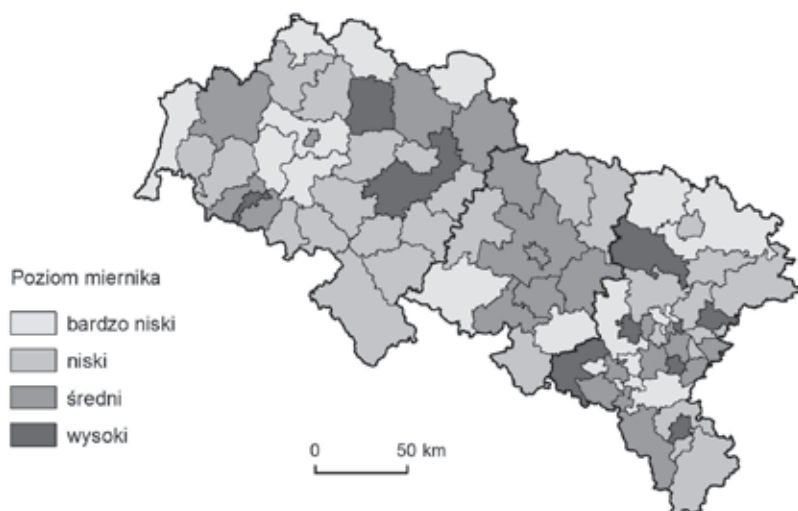 Poziom miernika
bardzo niski
niski
średni
wysoki
0 50 km